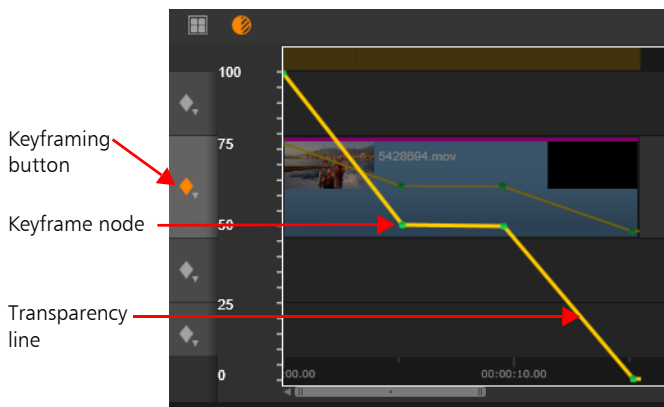 100
75
5428694.mov
Keyframing
button
Keyframe node
50
25
Transparency
line
0
:00.00
00:00:10.00